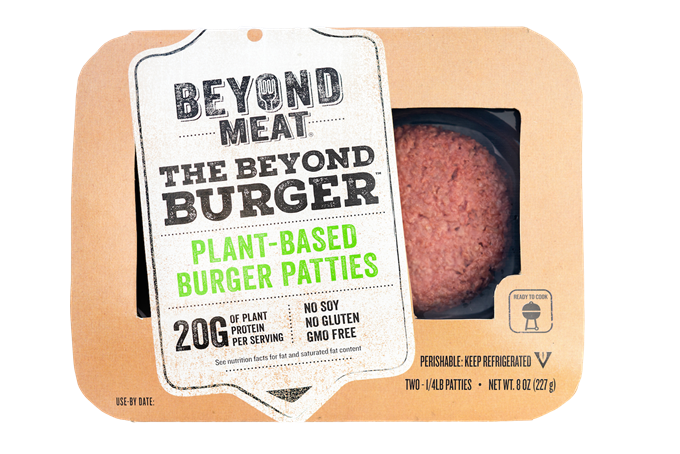 BEYOND
MEAT®
THE BEYOND
BURGER™
PLANT-BASED
BURGER PATTIES
20G OF PLANT
PROTEIN
PER SERVING
NO SOY
NO GLUTEN
GMO FREE
See nutrition facts for fat and saturated fat content
READY TO COOK
PERISHABLE: KEEP REFRIGERATED V
TWO - 1/4LB PATTIES • NET WT. 8 OZ (227 g)
USE-BY DATE: